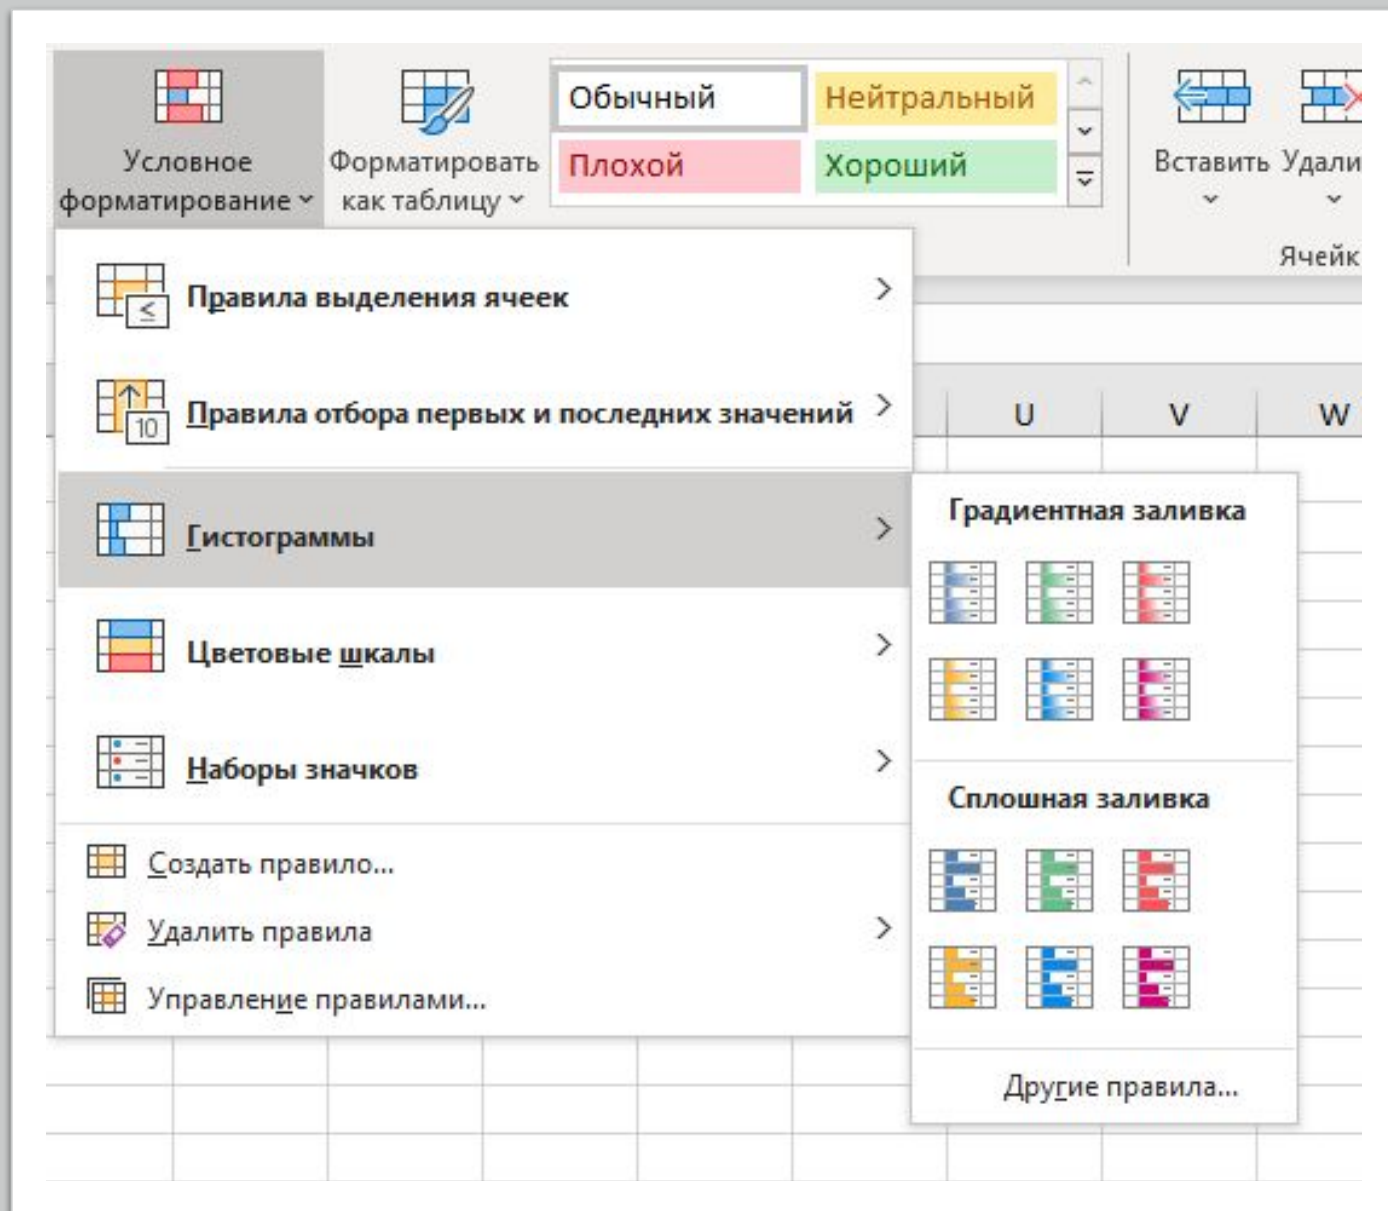 Условное
форматирование
Форматировать
как таблицу
Обычный
Нейтральный
Плохой
Хороший
Вставить
Удали
Ячейк
Правила выделения ячеек
≤
Правила отбора первых и последних значений
10
U V W
Гистограммы
Градиентная заливка
Цветовые шкалы
Наборы значков
Сплошная заливка
Создать правило...
Удалить правила
Управление правилами...
Другие правила...